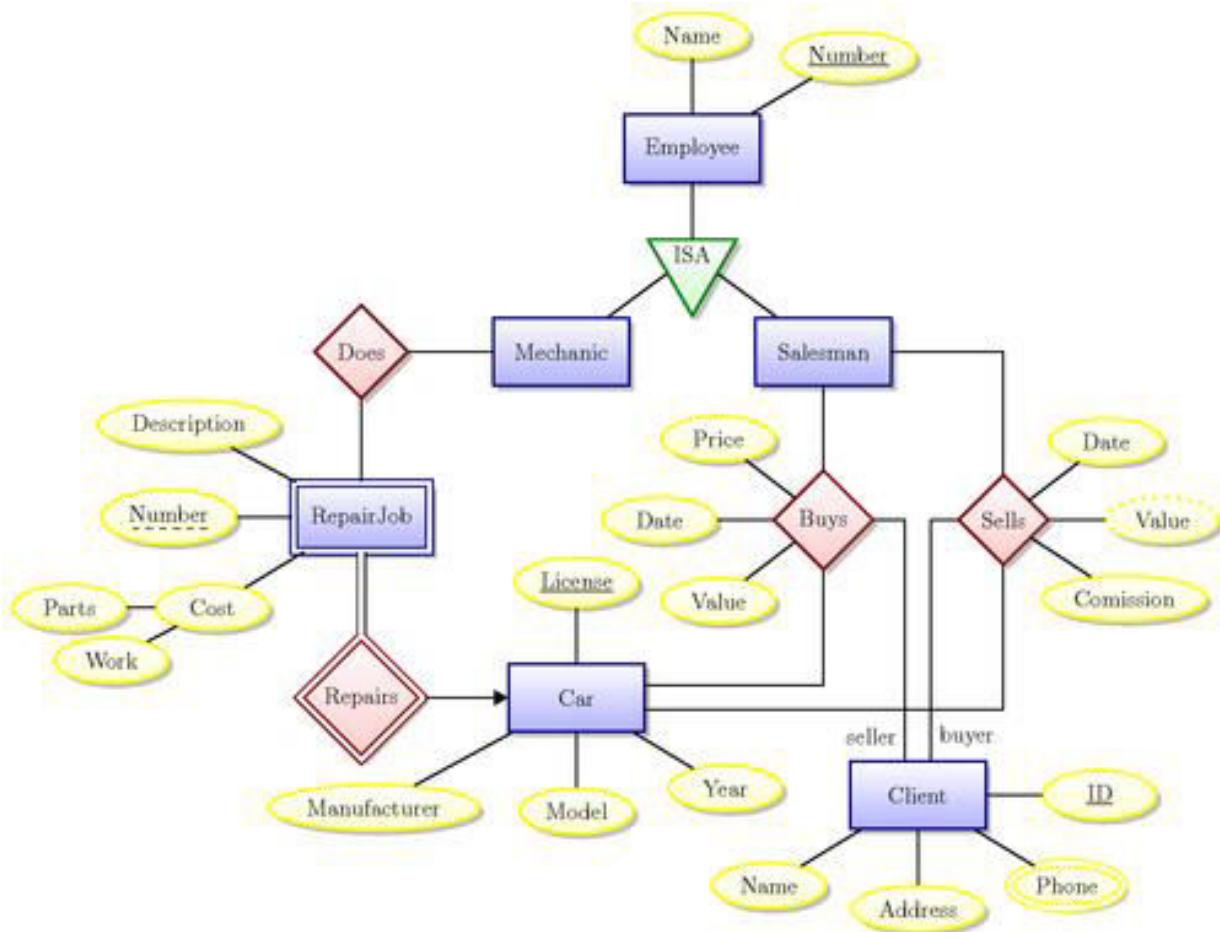 Name
Number
Employee
ISA
Does
Mechanic
Salesman
Description
Price
Date
Number
RepairJob
Date
Buys
Sells
Value
License
Parts
Cost
Value
Comission
Work
Repairs
Car
seller
buyer
Manufacturer
Model
Year
Client
ID
Name
Address
Phone